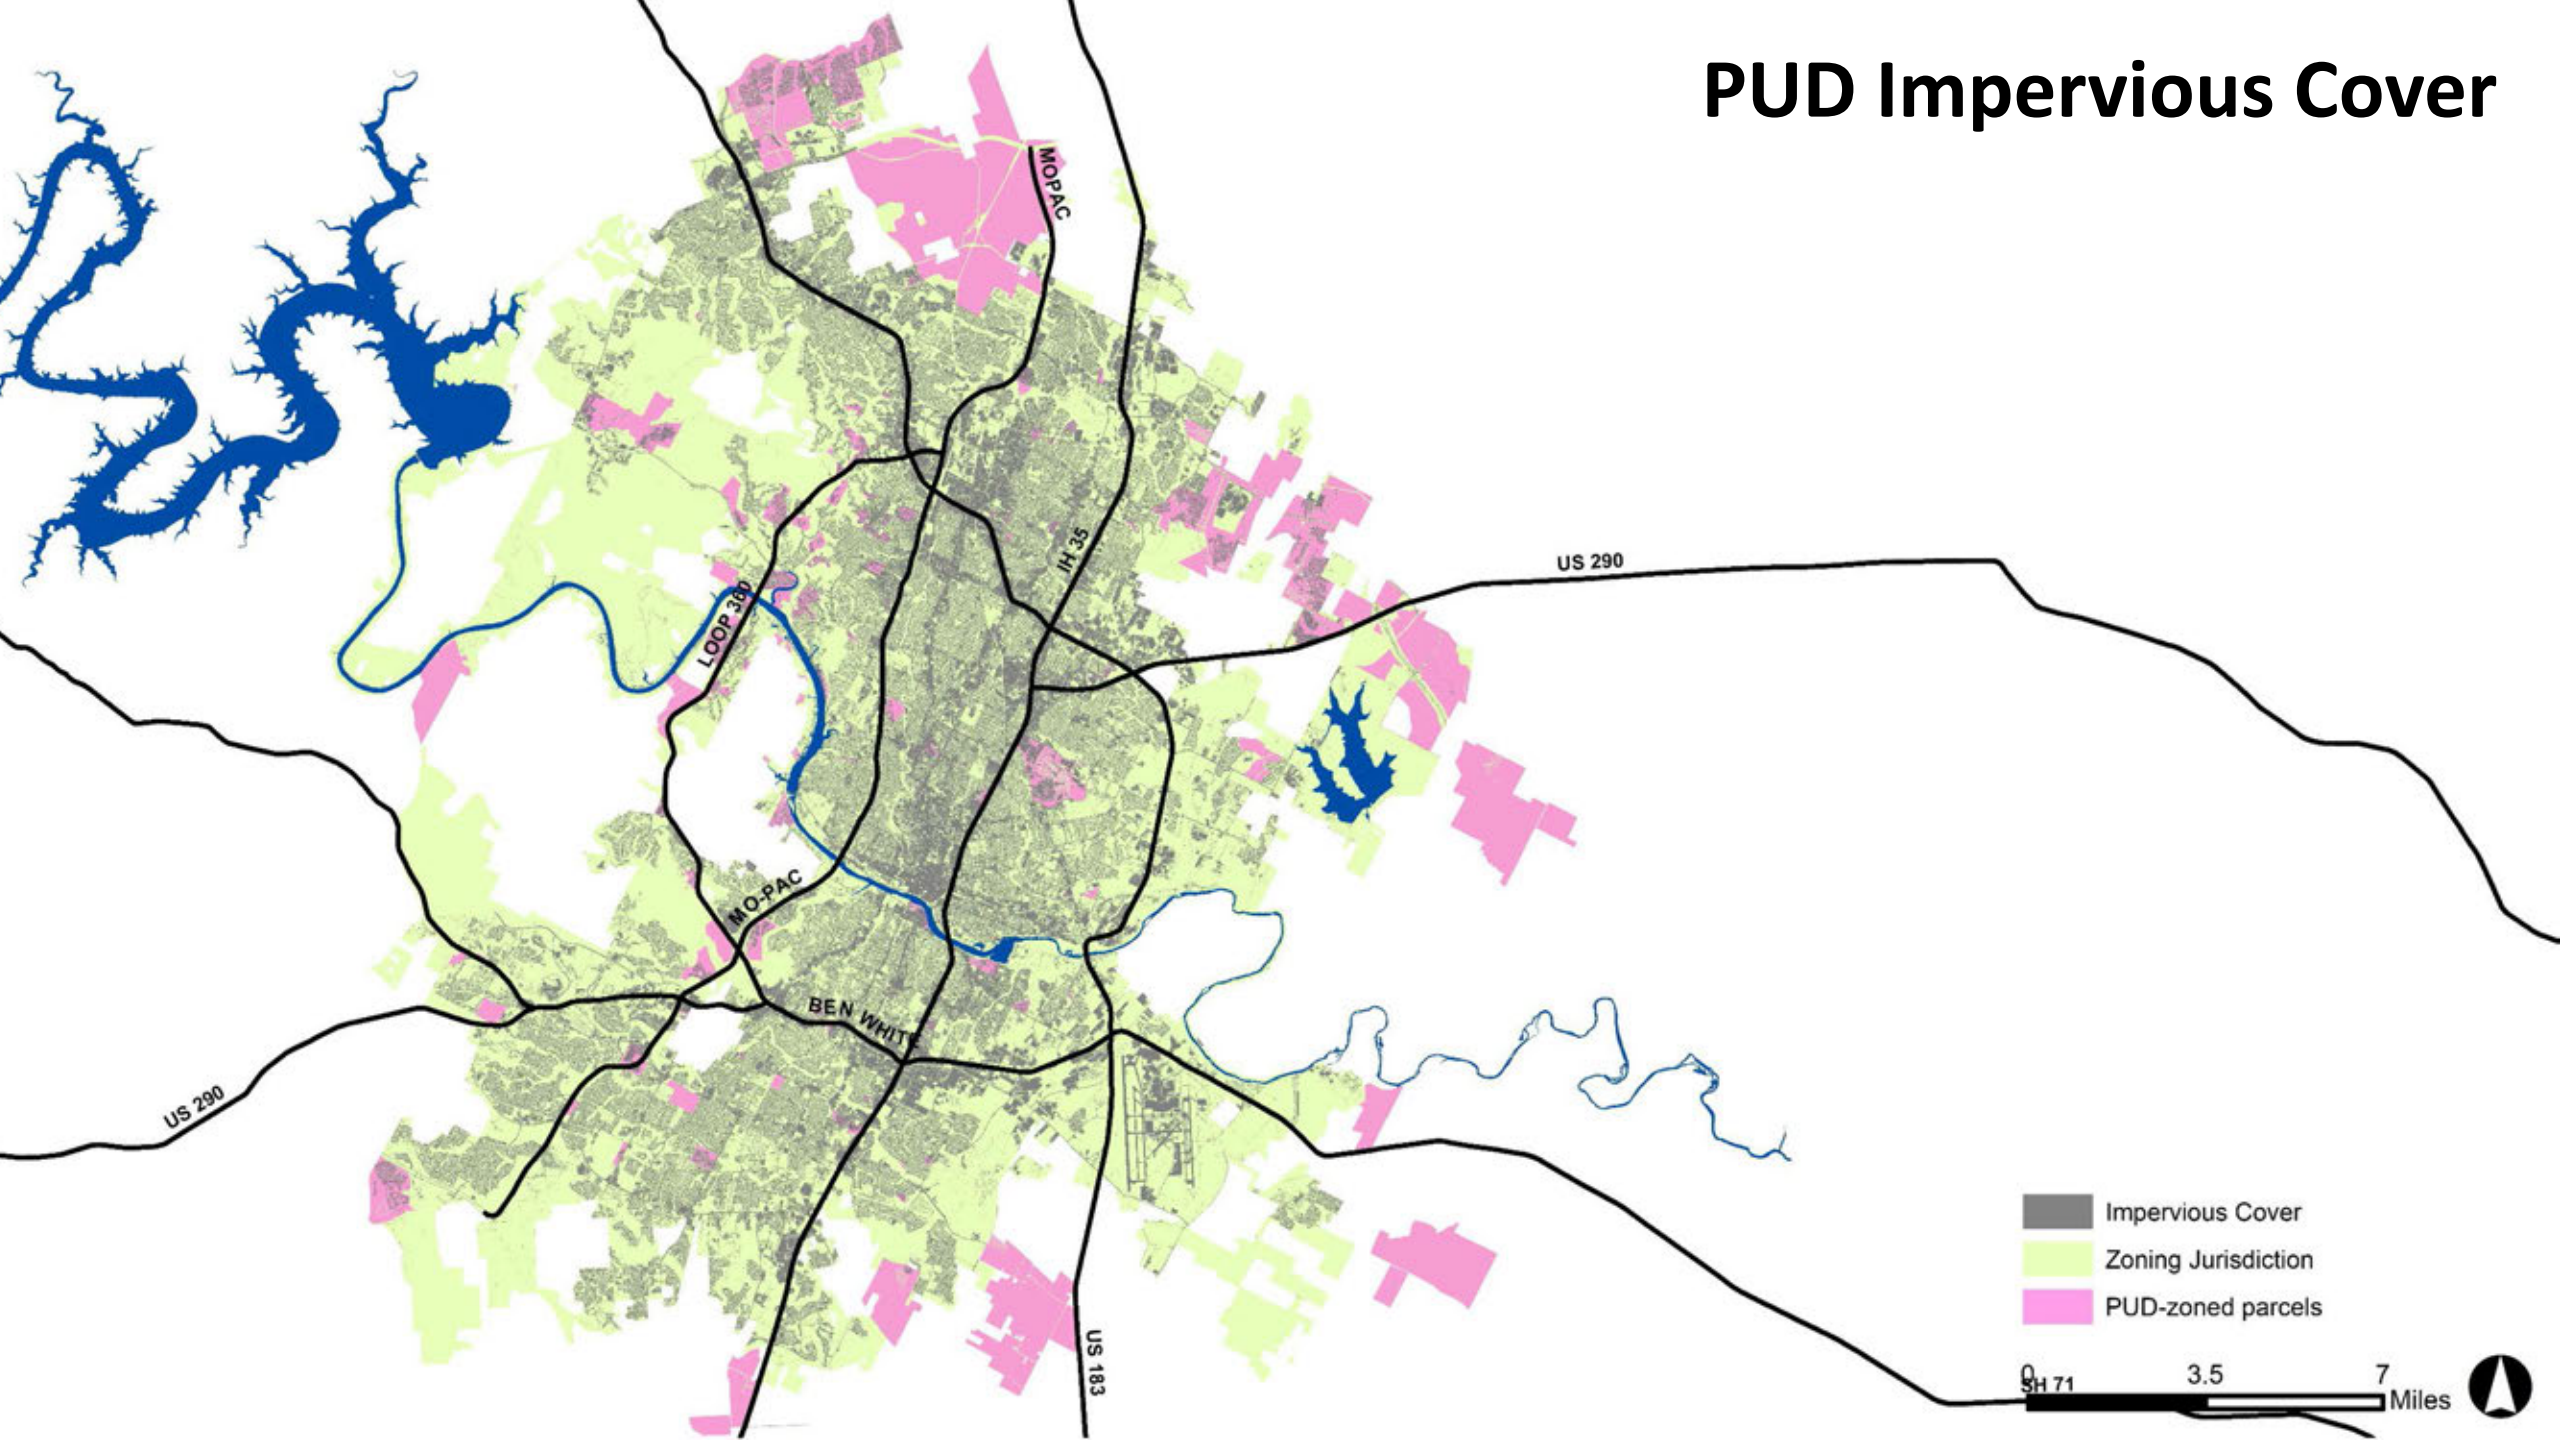 PUD Impervious Cover
MOPAC
IH 35
US 290
LOOP 360
MO-PAC
BEN WHITE
US 290
US 183
Impervious Cover
Zoning Jurisdiction
PUD-zoned parcels
0 3.5 7
SH 71
Miles